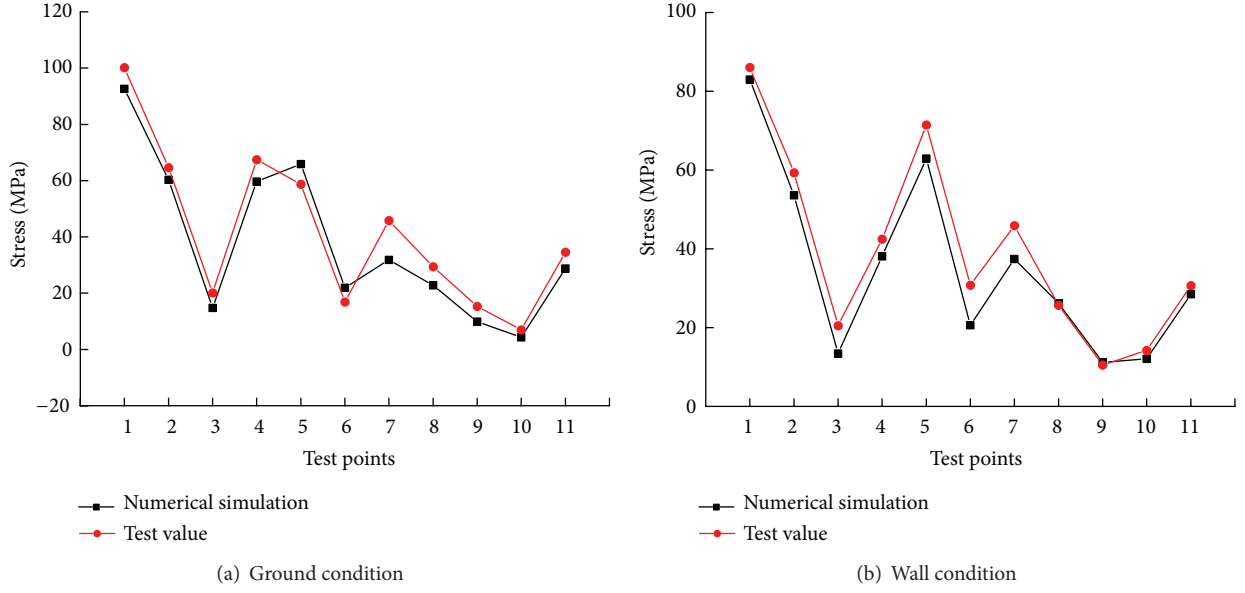 120
100
80
60
40
20
0
−20
Stress (MPa)
1 2 3 4 5 6 7 8 9 10 11
Test points
Numerical simulation
Test value
(a) Ground condition
100
80
60
40
20
0
Stress (MPa)
1 2 3 4 5 6 7 8 9 10 11
Test points
Numerical simulation
Test value
(b) Wall condition